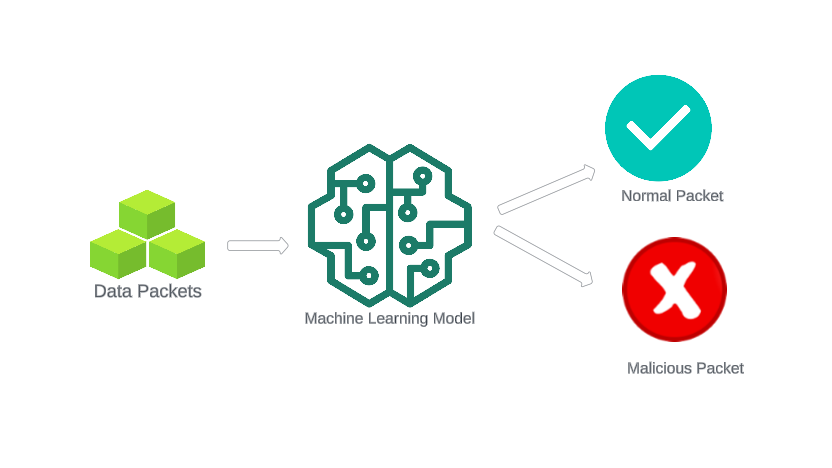 Normal Packet
Data Packets
Machine Learning Model
Malicious Packet